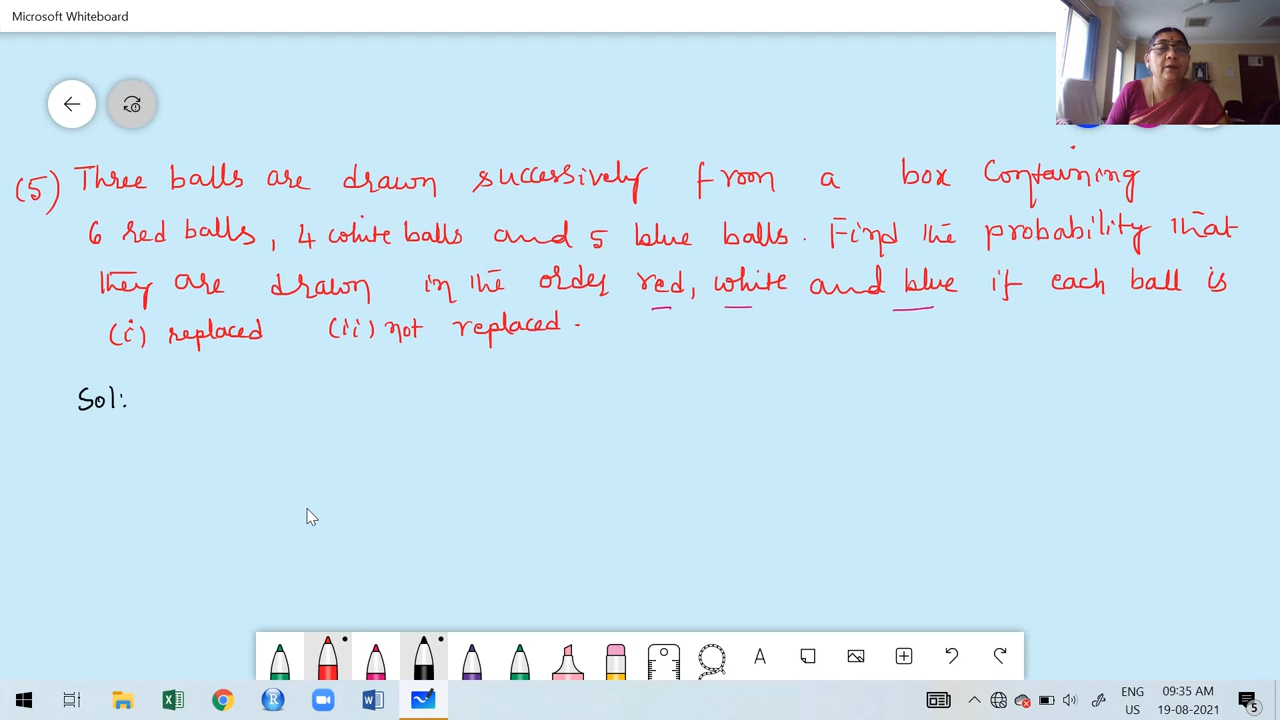 Microsoft Whiteboard
(5) Three balls are drawn successively from a box containing
6 red balls, 4 white balls and 5 blue balls. Find the probability that
they are drawn in the order red, white and blue if each ball is
(i) replaced (ii) not replaced.
Sol:
A
ENG
US
09:35 AM
19-08-2021
5